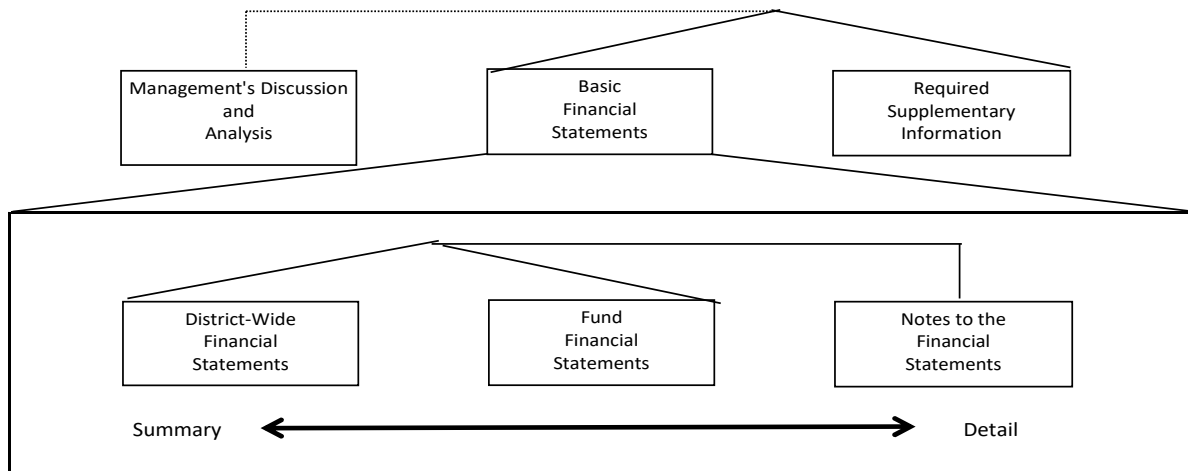 Management's Discussion
and
Analysis
Basic
Financial
Statements
Required
Supplementary
Information
District-Wide
Financial
Statements
Fund
Financial
Statements
Notes to the
Financial
Statements
Summary
Detail